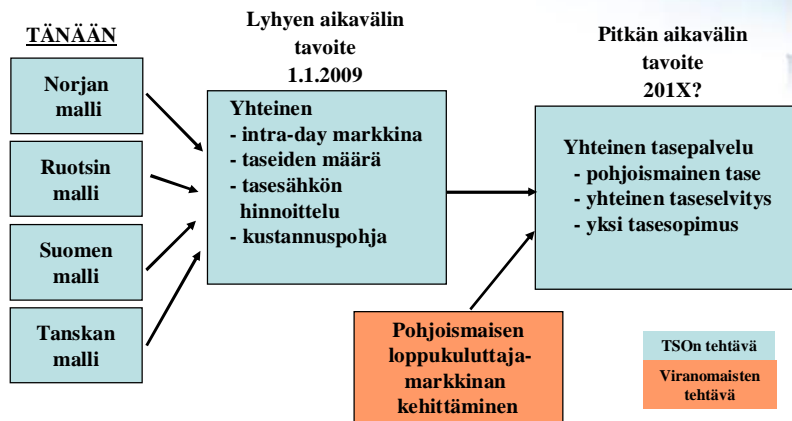 TÄNÄÄN
Norjan
malli
Ruotsin
malli
Suomen
malli
Tanskan
malli
Lyhyen aikavälin
tavoite
1.1.2009
Yhteinen
- intra-day markkina
- taseiden määrä
- tasesähkön
hinnoittelu
- kustannuspohja
Pitkän aikavälin
tavoite
201X?
Yhteinen tasepalvelu
- pohjoismainen tase
- yhteinen taseselvitys
- yksi tasesopimus
Pohjoismaisen
loppukuluttaja-
markkinan
kehittäminen
TSOn tehtävä
Viranomaisten
tehtävä